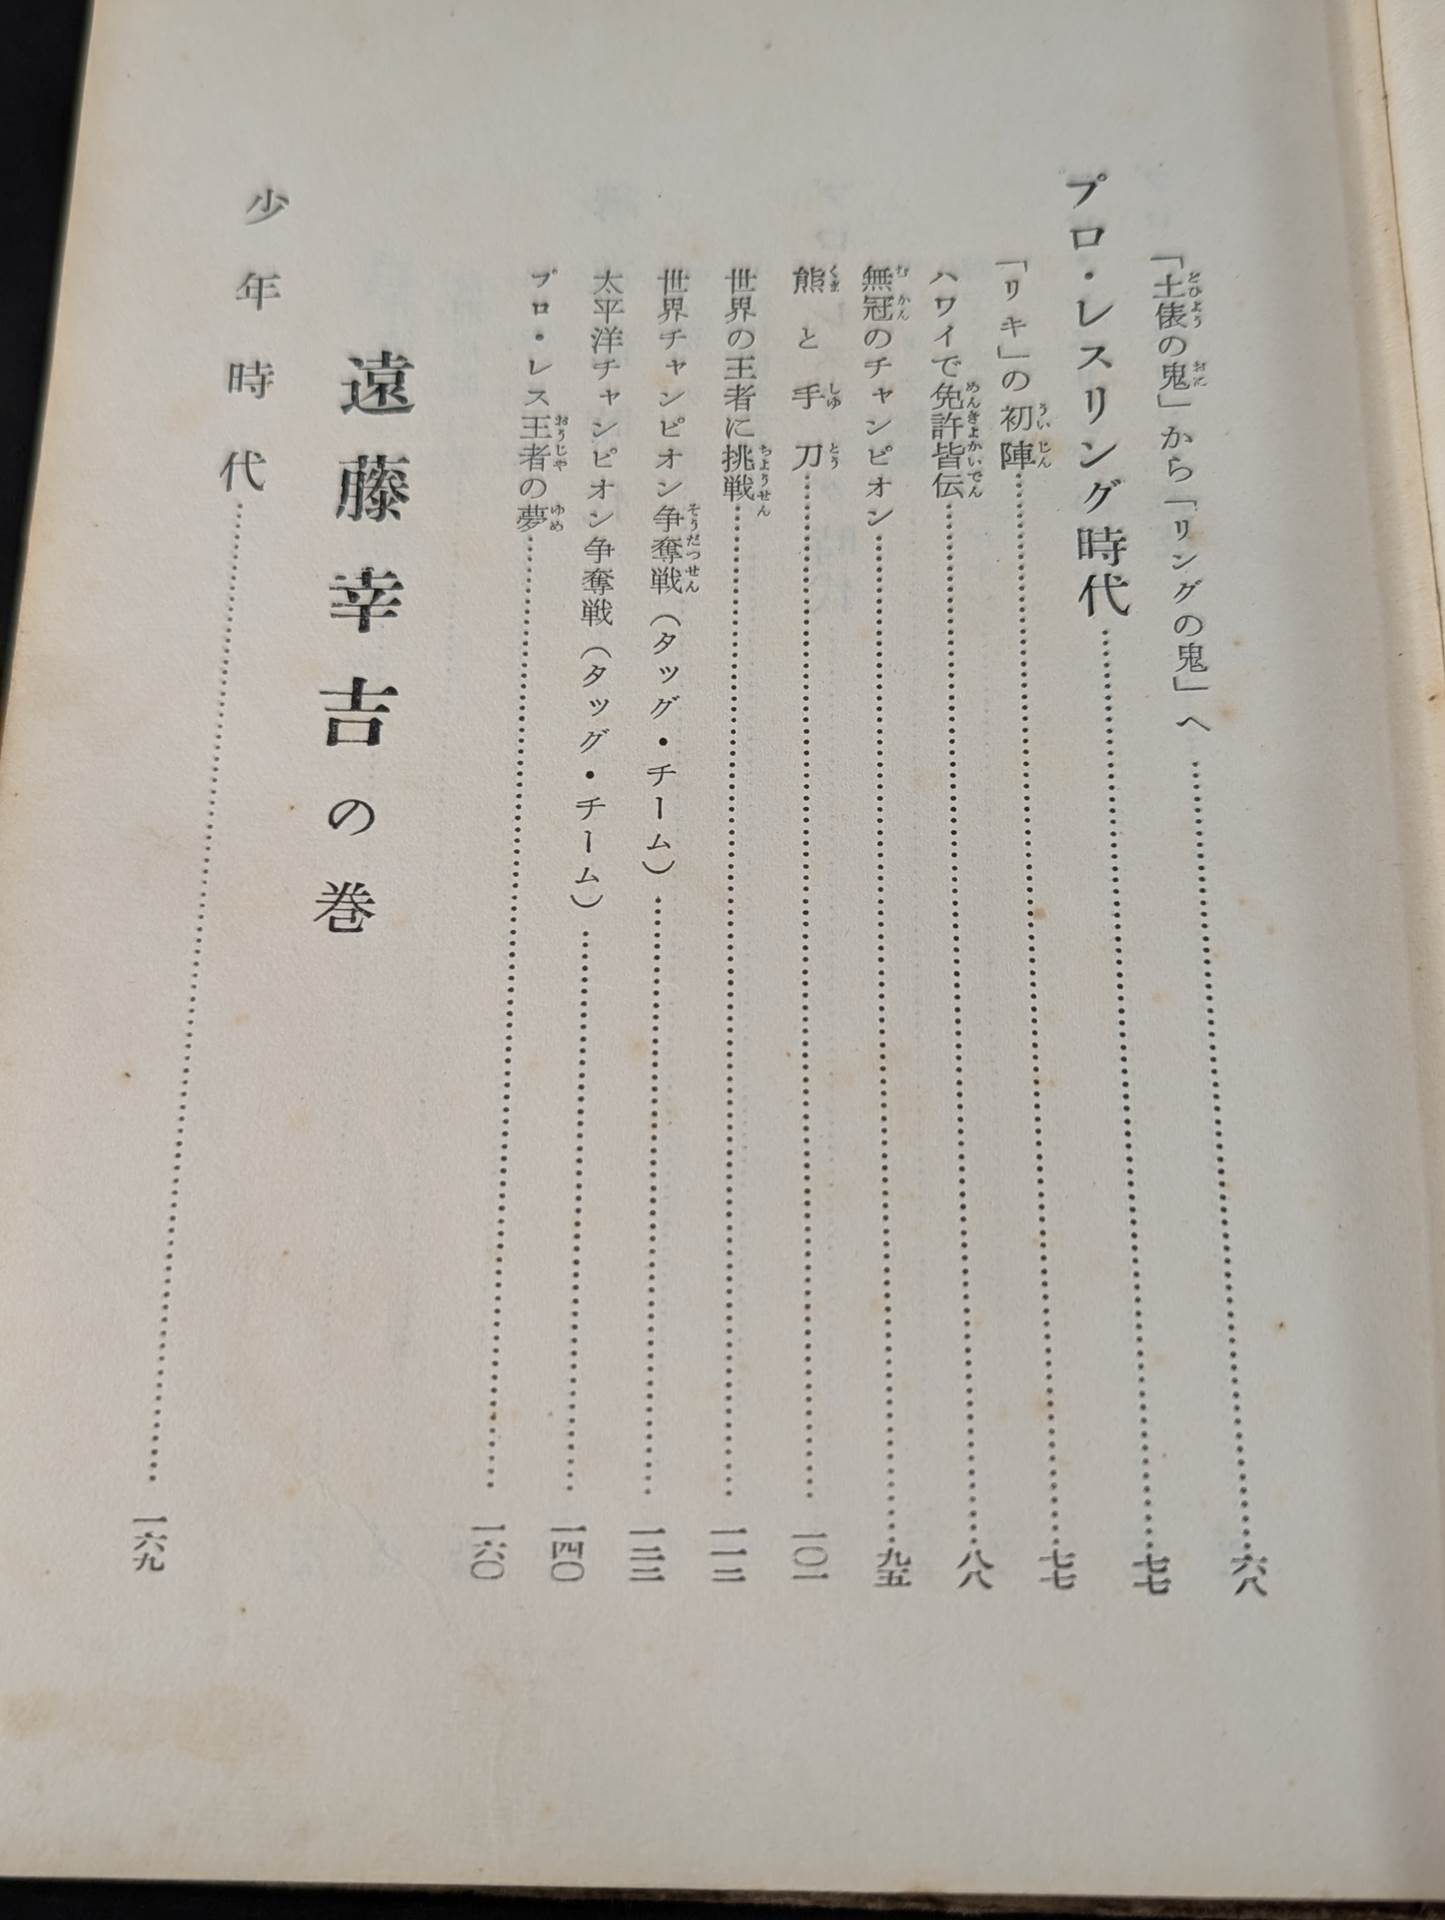 「土俵の鬼」から「リングの鬼」へ……六八
プロ・レスリング時代……七七
「リキ」の初陣……七七
ハワイで免許皆伝……八八
無冠のチャンピオン……九五
熊と手刀……一〇一
世界の王者に挑戦……一一二
世界チャンピオン争奪戦（タッグ・チーム）……一二三
太平洋チャンピオン争奪戦（タッグ・チーム）……一四〇
プロ・レス王者の夢……一六〇
遠藤幸吉の巻
少年時代……一六九